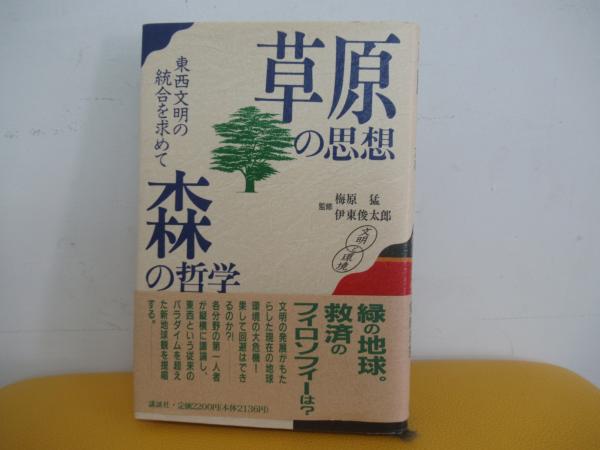 草原
の思想
東西文明の
統合を求めて
森
の哲学
監修
梅原 猛
伊東俊太郎
文明と環境
緑の地球。
救済の
フィロソフィーは?
文明の発展がもた
らした現在の地球
環境の大危機!
果して回避はでき
るのか?!
各分野の第一人者
が縦横に議論し、
東西という従来の
パラダイムを超え
た新地球観を提唱
する。
講談社・定価2200円(本体2136円)